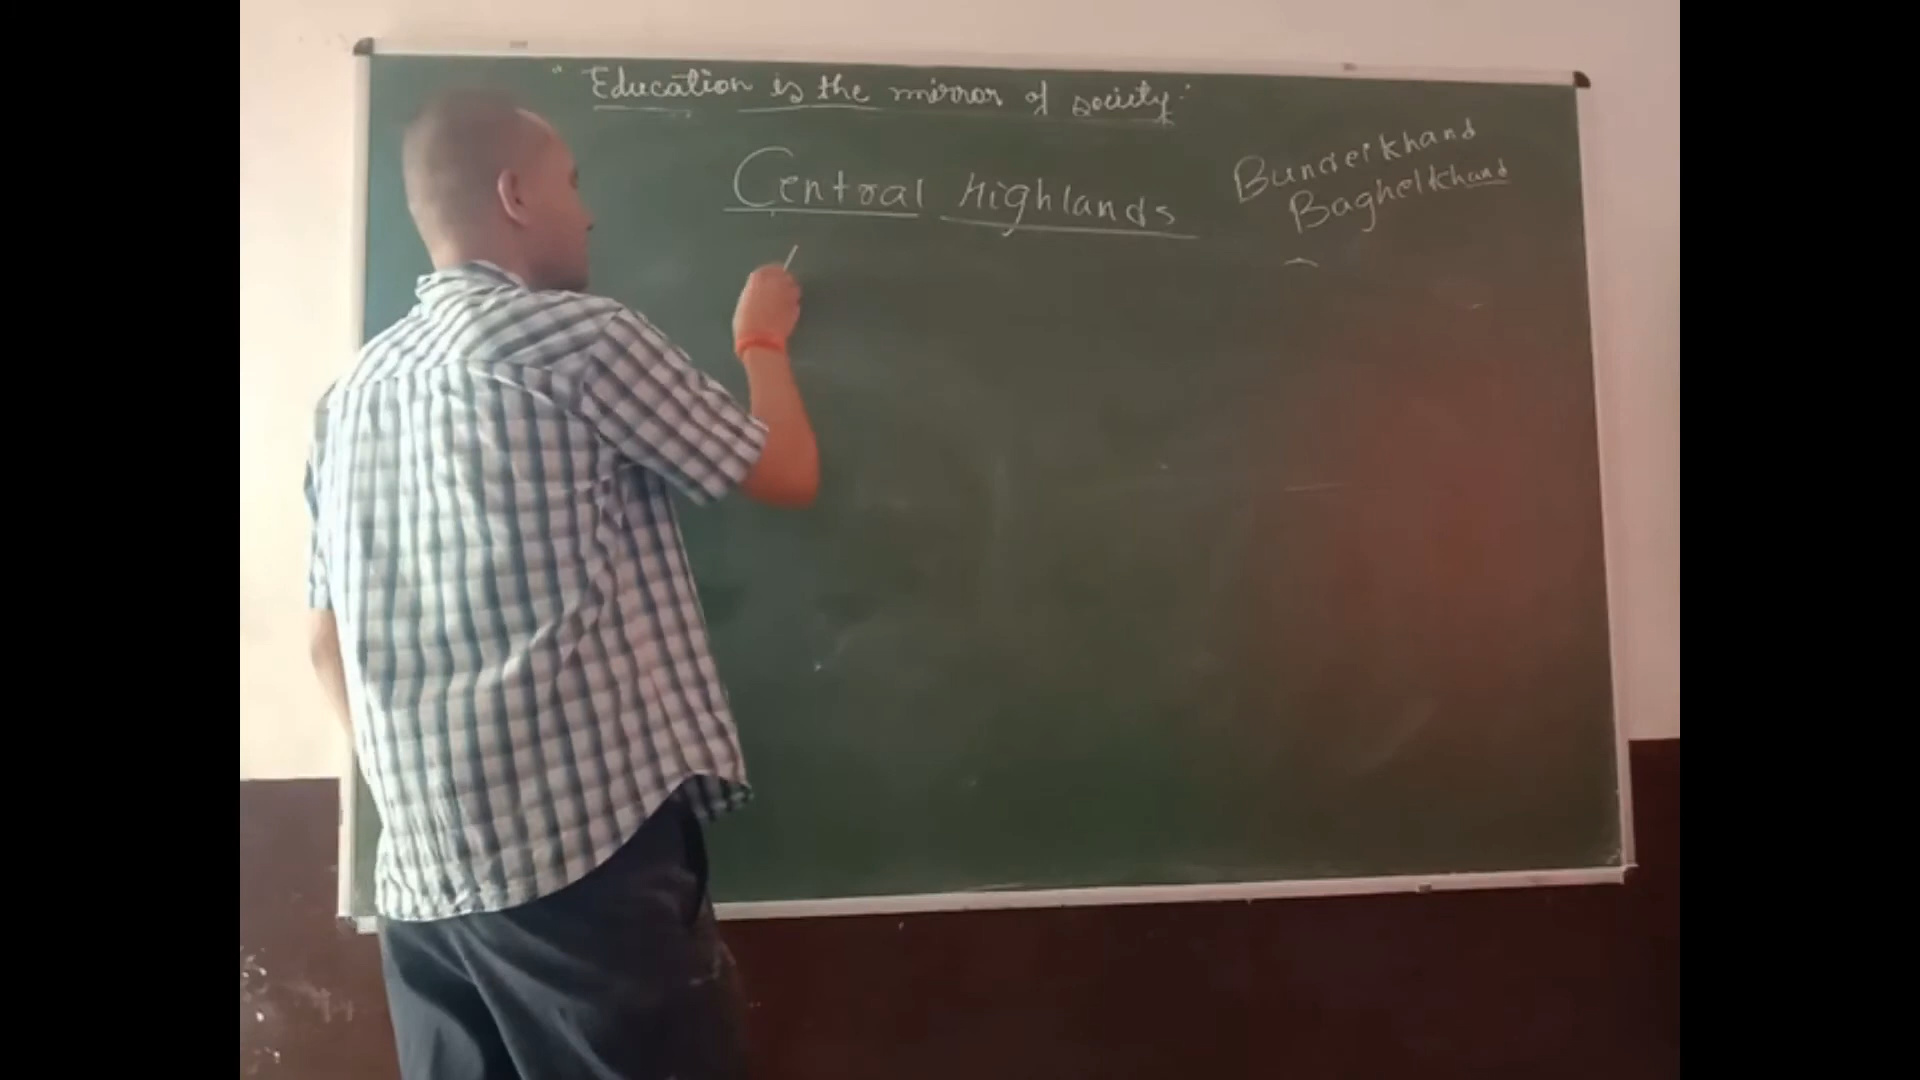 "Education is the mirror of society."
Central Highlands
Bundelkhand
Baghelkhand